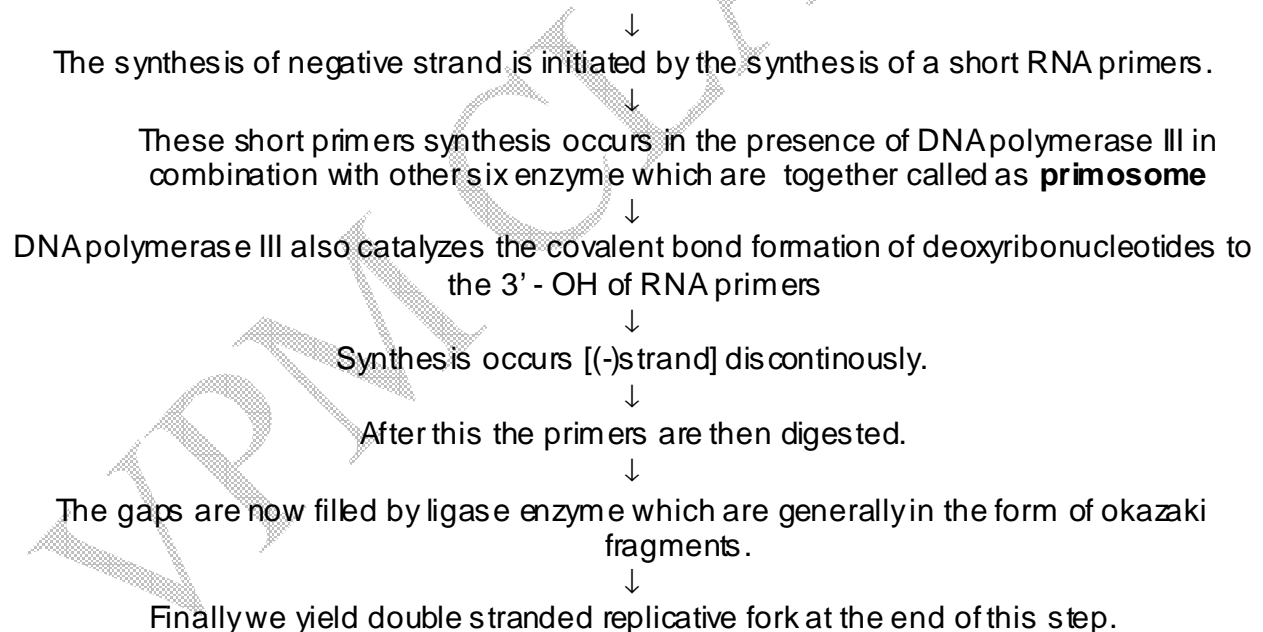 ↓
The synthesis of negative strand is initiated by the synthesis of a short RNA primers.
↓
These short primers synthesis occurs in the presence of DNA polymerase III in
combination with other six enzyme which are together called as primosome
↓
DNA polymerase III also catalyzes the covalent bond formation of deoxyribonucleotides to
the 3' - OH of RNA primers
↓
Synthesis occurs [(-)strand] discontinously.
↓
After this the primers are then digested.
↓
The gaps are now filled by ligase enzyme which are generally in the form of okazaki
fragments.
↓
Finally we yield double stranded replicative fork at the end of this step.
VPM